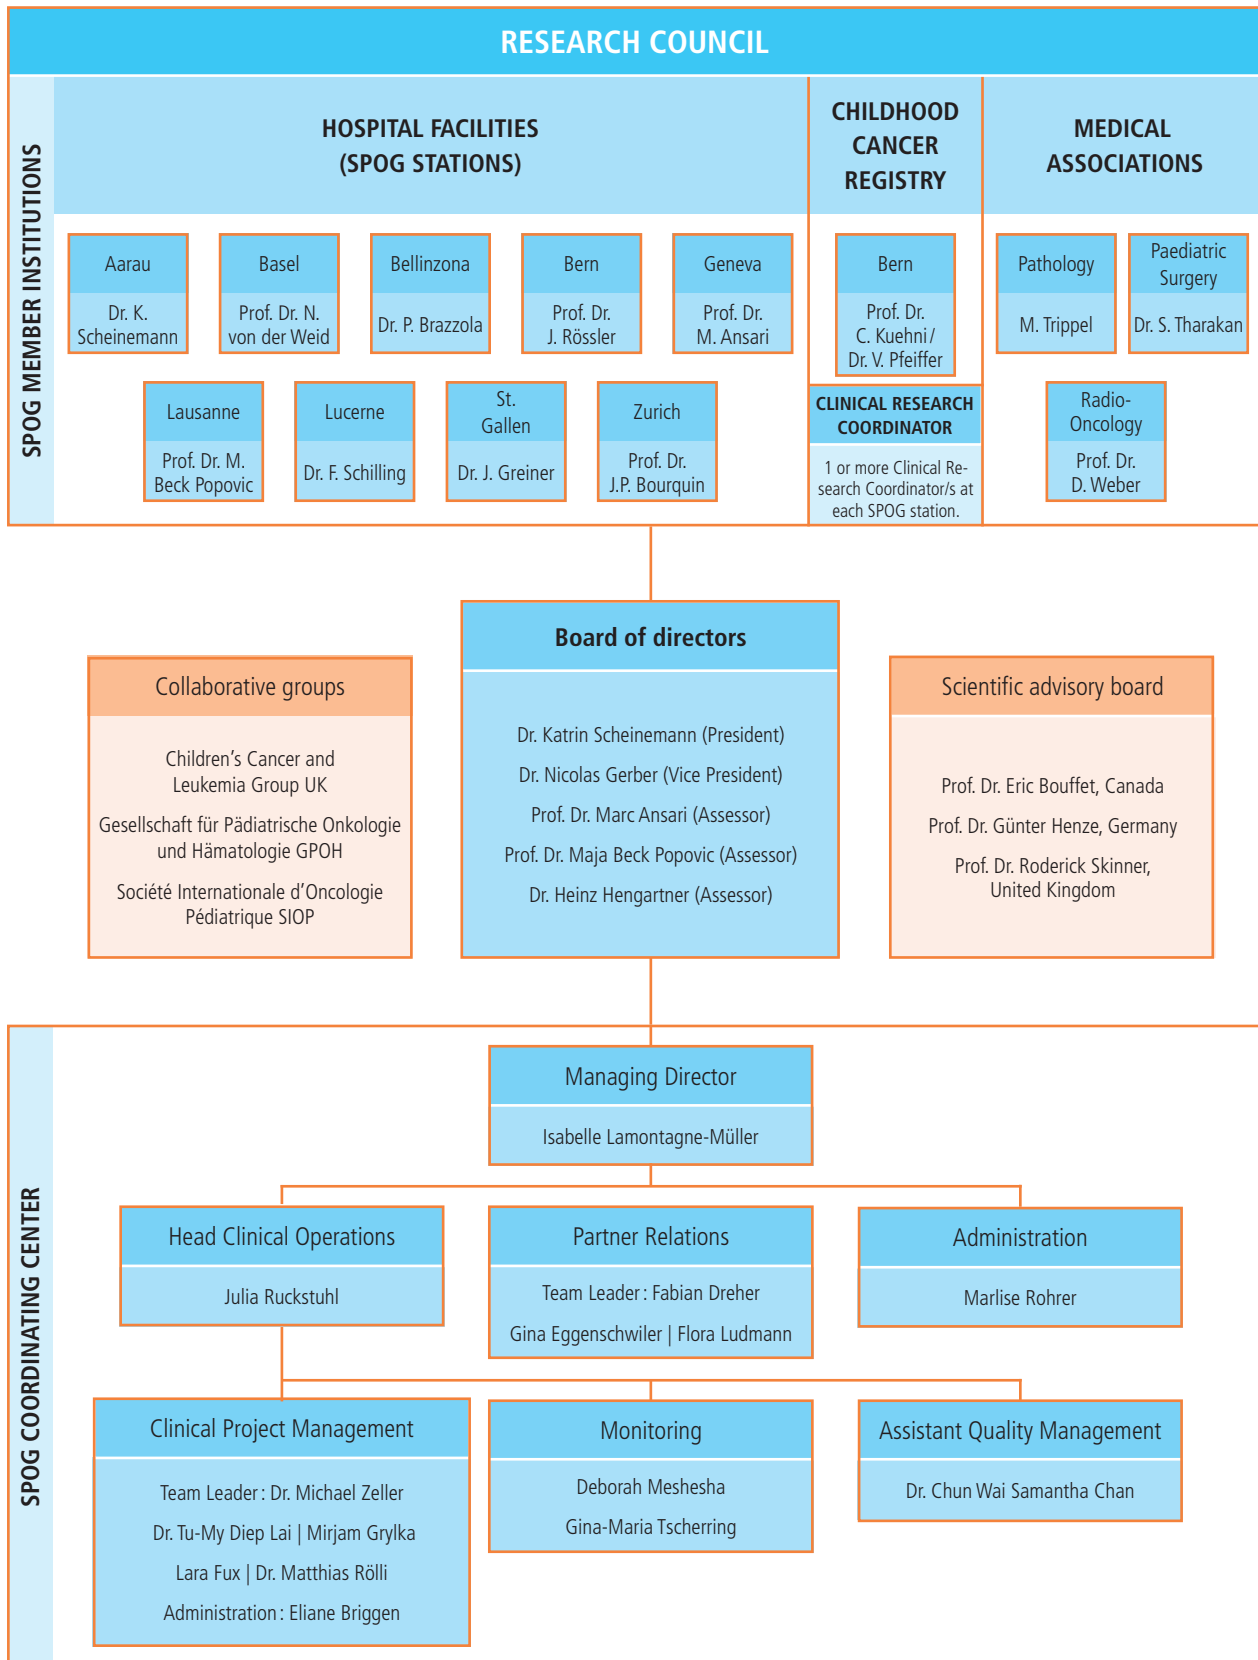 RESEARCH COUNCIL
SPOG MEMBER INSTITUTIONS
HOSPITAL FACILITIES
(SPOG STATIONS)
CHILDHOOD
CANCER
REGISTRY
MEDICAL
ASSOCIATIONS
Aarau
Dr. K.
Scheinemann
Basel
Prof. Dr. N.
von der Weid
Bellinzona
Dr. P. Brazzola
Bern
Prof. Dr.
J. Rössler
Geneva
Prof. Dr.
M. Ansari
Bern
Prof. Dr.
C. Kuehni /
Dr. V. Pfeiffer
Pathology
M. Trippel
Paediatric
Surgery
Dr. S. Tharakan
Lausanne
Prof. Dr. M.
Beck Popovic
Lucerne
Dr. F. Schilling
St.
Gallen
Dr. J. Greiner
Zurich
Prof. Dr.
J.P. Bourquin
CLINICAL RESEARCH
COORDINATOR
1 or more Clinical Re-
search Coordinator/s at
each SPOG station.
Radio-
Oncology
Prof. Dr.
D. Weber
Board of directors
Dr. Katrin Scheinemann (President)
Dr. Nicolas Gerber (Vice President)
Prof. Dr. Marc Ansari (Assessor)
Prof. Dr. Maja Beck Popovic (Assessor)
Dr. Heinz Hengartner (Assessor)
Collaborative groups
Children’s Cancer and
Leukemia Group UK
Gesellschaft für Pädiatrische Onkologie
und Hämatologie GPOH
Société Internationale d’Oncologie
Pédiatrique SIOP
Scientific advisory board
Prof. Dr. Eric Bouffet, Canada
Prof. Dr. Günter Henze, Germany
Prof. Dr. Roderick Skinner,
United Kingdom
SPOG COORDINATING CENTER
Managing Director
Isabelle Lamontagne-Müller
Head Clinical Operations
Julia Ruckstuhl
Partner Relations
Team Leader : Fabian Dreher
Gina Eggenschwiler | Flora Ludmann
Administration
Marlise Rohrer
Clinical Project Management
Team Leader : Dr. Michael Zeller
Dr. Tu-My Diep Lai | Mirjam Grylka
Lara Fux | Dr. Matthias Rölli
Administration : Eliane Briggen
Monitoring
Deborah Meshesha
Gina-Maria Tscherring
Assistant Quality Management
Dr. Chun Wai Samantha Chan